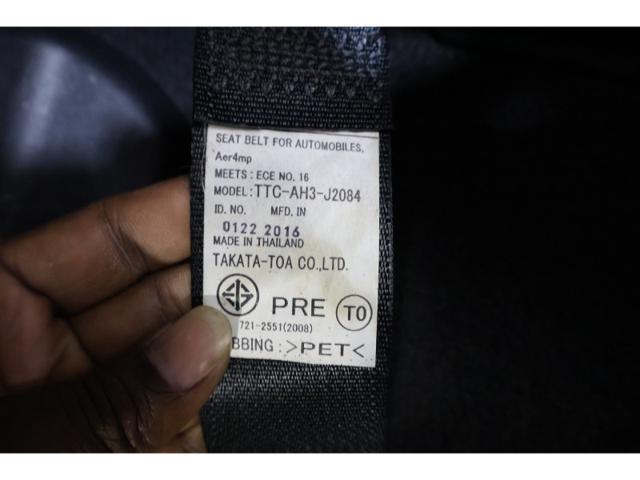 SEAT BELT FOR AUTOMOBILES.
Aer4mp
MEETS : ECE NO. 16
MODEL : TTC-AH3-J2084
ID. NO. MFD. IN
0122 2016
MADE IN THAILAND
TAKATA-TOA CO.,LTD.
PRE TO
721-2551(2008)
BBING : >PET<